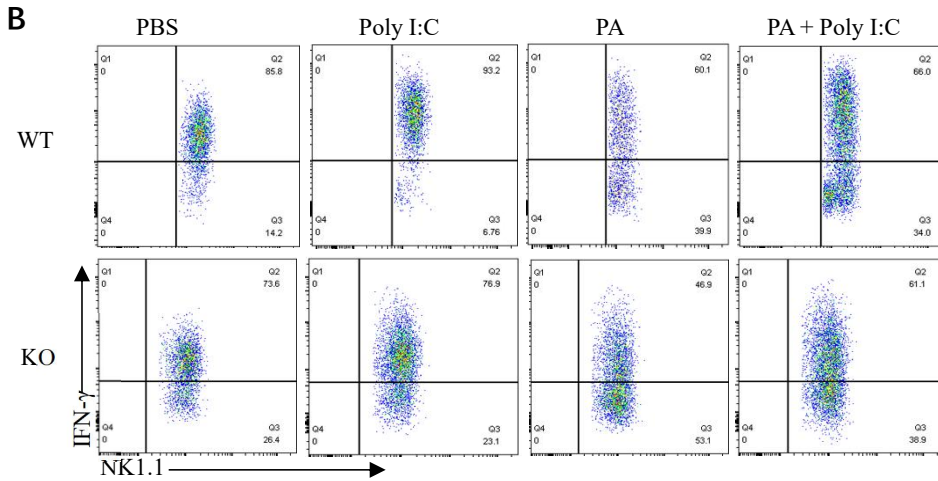 B
PBS
Poly I:C
PA
PA + Poly I:C
WT
Q1
0
Q2
85.8
Q4
0
Q3
14.2
Q1
0
Q2
93.2
Q4
0
Q3
6.76
Q1
0
Q2
60.1
Q4
0
Q3
39.9
Q1
0
Q2
66.0
Q4
0
Q3
34.0
KO
Q1
0
Q2
73.6
Q4
0
Q3
26.4
Q1
0
Q2
76.9
Q4
0
Q3
23.1
Q1
0
Q2
46.9
Q4
0
Q3
53.1
Q1
0
Q2
61.1
Q4
0
Q3
38.9
IFN-γ
NK1.1